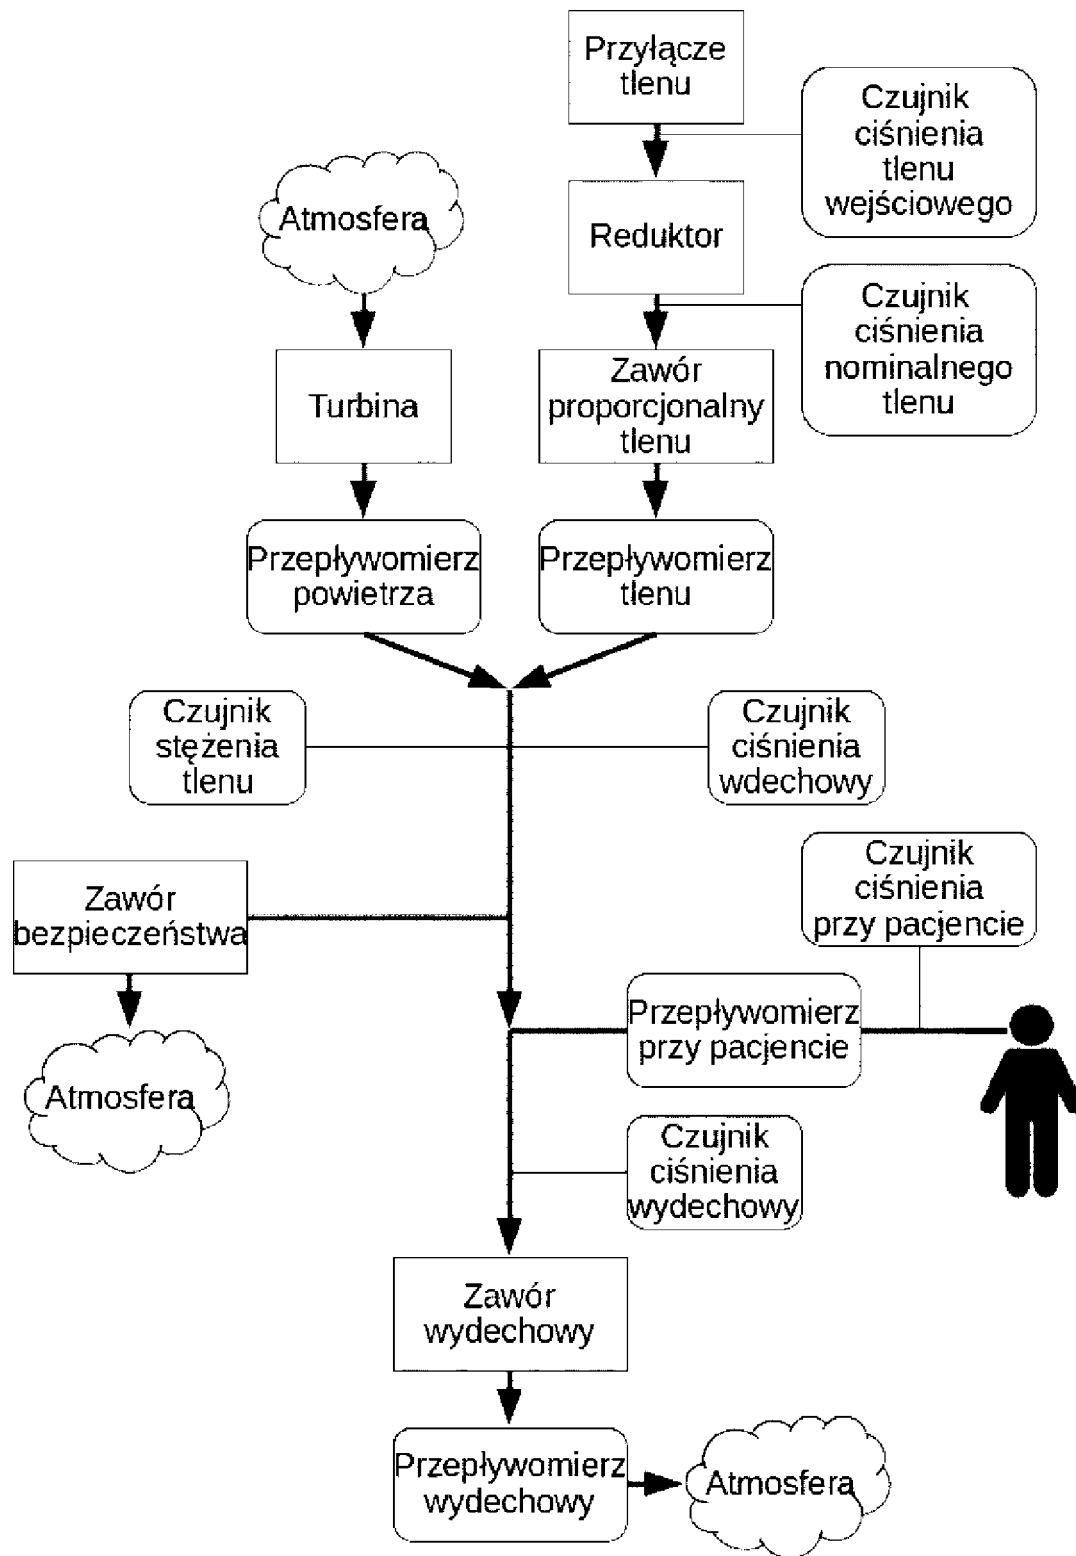 Przyłącze
tlenu
Czujnik
ciśnienia
tlenu
wejściowego
Atmosfera
Reduktor
Czujnik
ciśnienia
nominalnego
tlenu
Turbina
Zawór
proporcjonalny
tlenu
Przepływomierz
powietrza
Przepływomierz
tlenu
Czujnik
stężenia
tlenu
Czujnik
ciśnienia
wdechowy
Zawór
bezpieczeństwa
Czujnik
ciśnienia
przy pacjencie
Przepływomierz
przy pacjencie
Atmosfera
Czujnik
ciśnienia
wydechowy
Zawór
wydechowy
Przepływomierz
wydechowy
Atmosfera